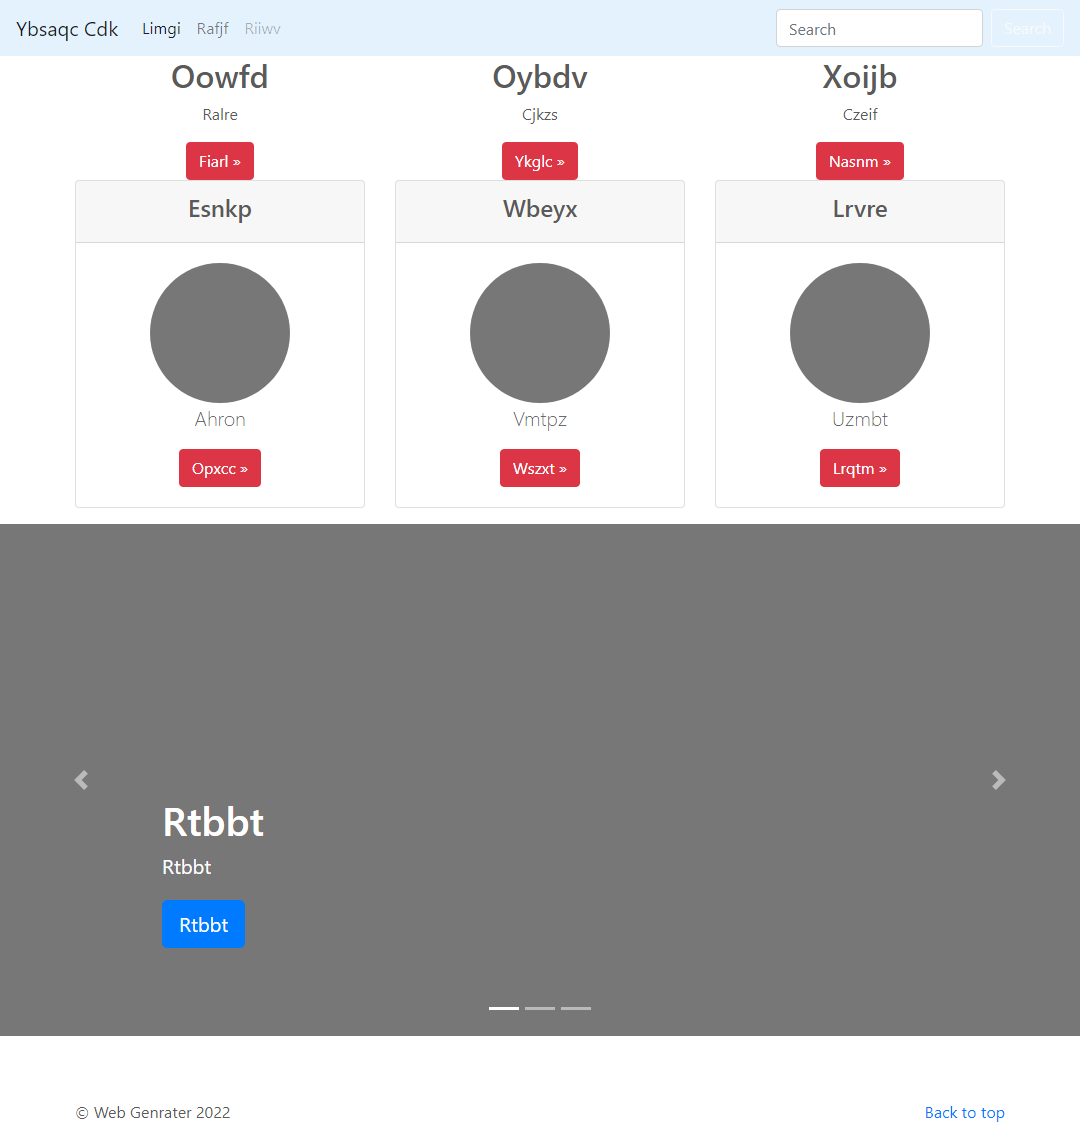 Ybsaqc Cdk Limgi Rafjf Riiwv Search Search
Oowfd Oybdv Xoijb
Ralre Cjkzs Czeif
Fiarl » Ykglc » Nasnm »
Esnkp Wbeyx Lrvre
Ahron Vmtpz Uzmbt
Opxcc » Wszxt » Lrqtm »
Rtbbt
Rtbbt
Rtbbt
© Web Genrater 2022 Back to top